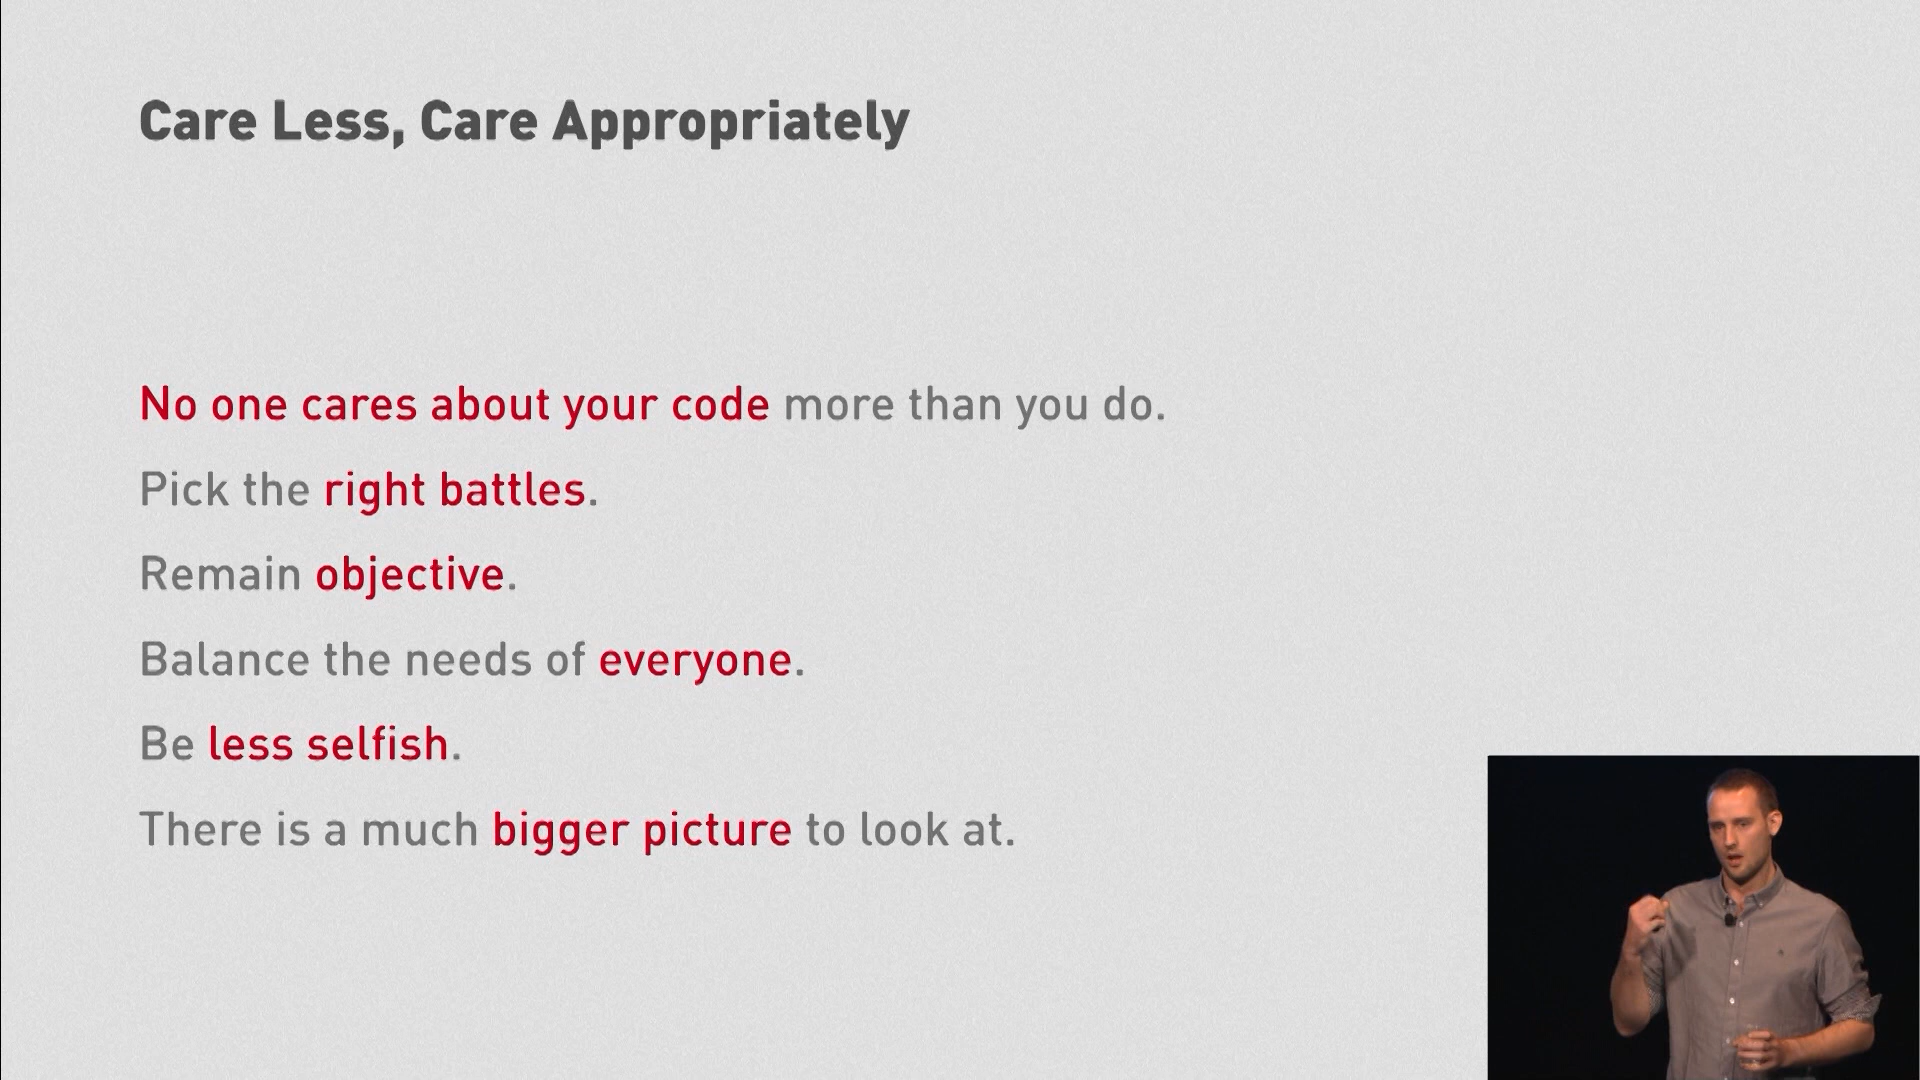 Care Less, Care Appropriately
No one cares about your code more than you do.
Pick the right battles.
Remain objective.
Balance the needs of everyone.
Be less selfish.
There is a much bigger picture to look at.